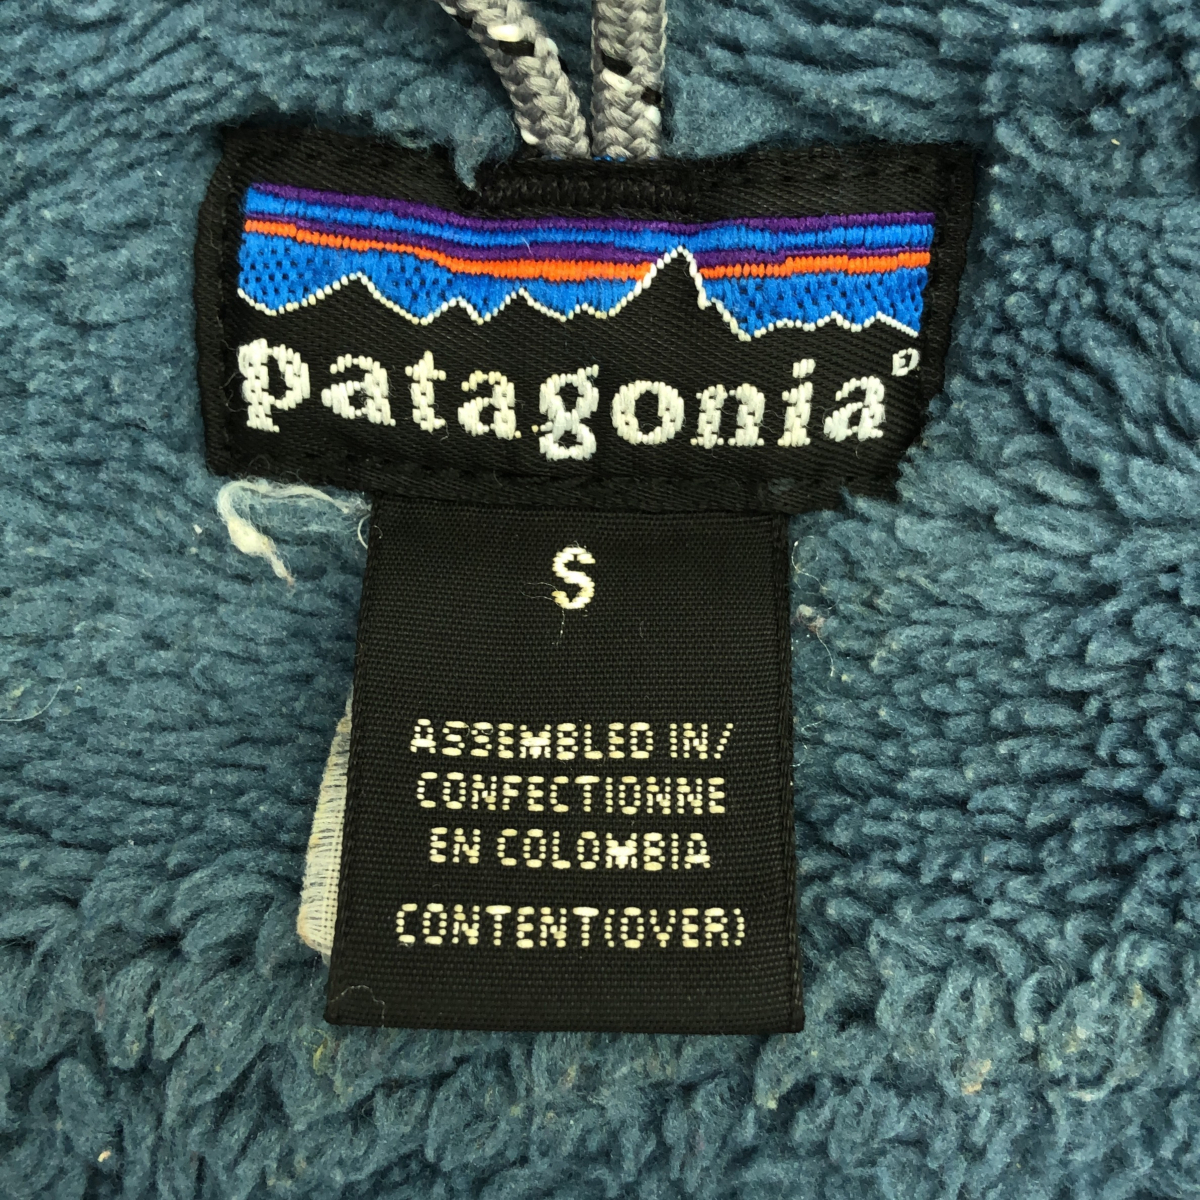 patagonia®
S
ASSEMBLED IN/
CONFECTIONNE
EN COLOMBIA
CONTENT(OVER)